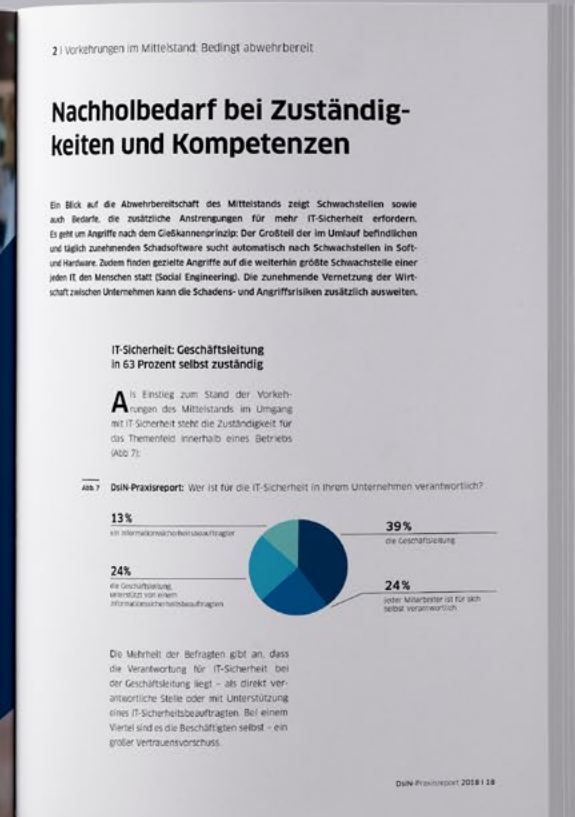 2 | Vorkehrungen im Mittelstand: Bedingt abwehrbereit
Nachholbedarf bei Zuständig-
keiten und Kompetenzen
Ein Blick auf die Abwehrbereitschaft des Mittelstands zeigt Schwachstellen sowie
auch Bedarfe, die zusätzliche Anstrengungen für mehr IT-Sicherheit erfordern.
Es geht um Angriffe nach dem Gießkannenprinzip: Der Großteil der im Umlauf befindlichen
und täglich zunehmenden Schadsoftware sucht automatisch nach Schwachstellen in Soft-
und Hardware. Zudem finden gezielte Angriffe auf die weiterhin größte Schwachstelle einer
jeden IT, den Menschen statt (Social Engineering). Die zunehmende Vernetzung der Wirt-
schaft zwischen Unternehmen kann die Schadens- und Angriffsrisiken zusätzlich ausweiten.
IT-Sicherheit: Geschäftsleitung
in 63 Prozent selbst zuständig
Als Einstieg zum Stand der Vorkeh-
rungen des Mittelstands im Umgang
mit IT-Sicherheit steht die Zuständigkeit für
das Themenfeld innerhalb eines Betriebs
(Abb 7):
Abb. 7 DsiN-Praxisreport: Wer ist für die IT-Sicherheit in Ihrem Unternehmen verantwortlich?
13%
ein Informationssicherheitsbeauftragter
39%
die Geschäftsleitung
24%
die Geschäftsleitung,
unterstützt von einem
Informationssicherheitsbeauftragten
24%
jeder Mitarbeiter ist für sich
selbst verantwortlich
Die Mehrheit der Befragten gibt an, dass
die Verantwortung für IT-Sicherheit bei
der Geschäftsleitung liegt – als direkt ver-
antwortliche Stelle oder mit Unterstützung
eines IT-Sicherheitsbeauftragten. Bei einem
Viertel sind es die Beschäftigten selbst – ein
großer Vertrauensvorschuss.
DsiN-Praxisreport 2018 | 18